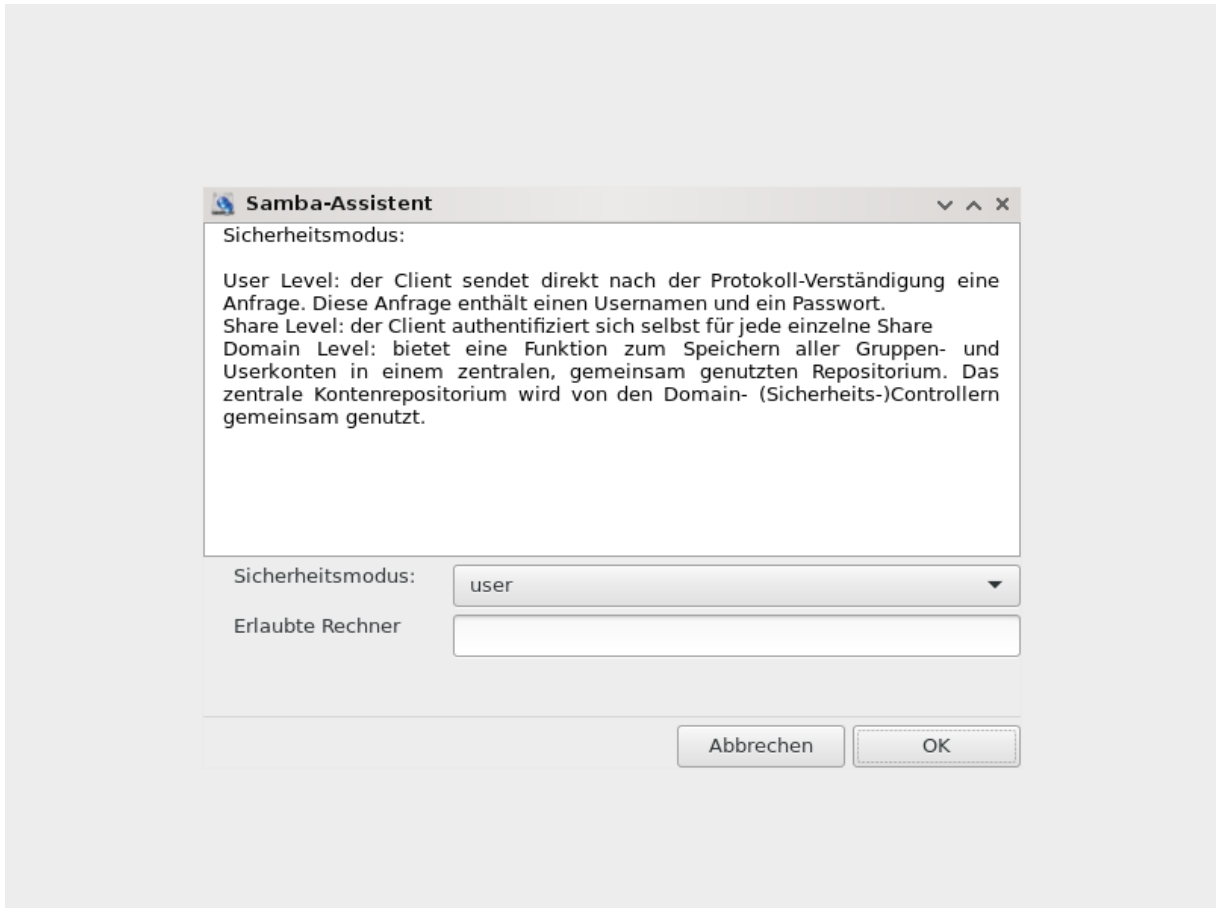 Samba-Assistent
Sicherheitsmodus:
User Level: der Client sendet direkt nach der Protokoll-Verständigung eine
Anfrage. Diese Anfrage enthält einen Usernamen und ein Passwort.
Share Level: der Client authentifiziert sich selbst für jede einzelne Share
Domain Level: bietet eine Funktion zum Speichern aller Gruppen- und
Userkonten in einem zentralen, gemeinsam genutzten Repositorium. Das
zentrale Kontenrepositorium wird von den Domain- (Sicherheits-)Controllern
gemeinsam genutzt.
Sicherheitsmodus: user
Erlaubte Rechner
Abbrechen OK